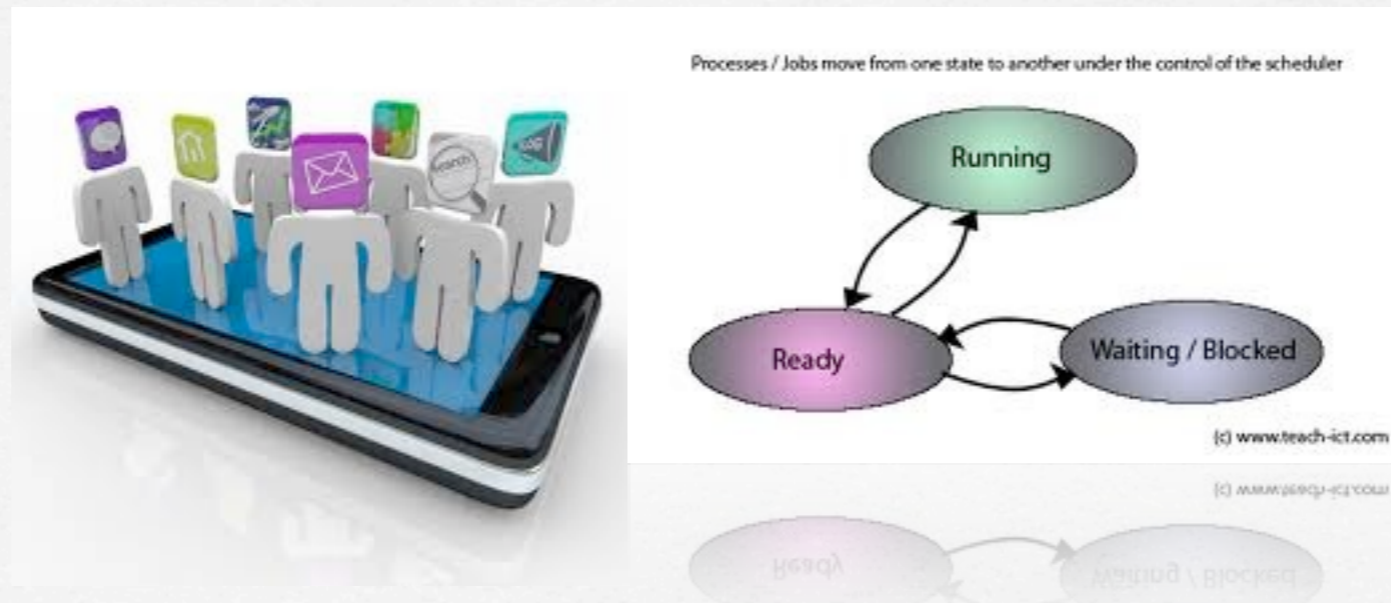 Processes / Jobs move from one state to another under the control of the scheduler
Search
Running
Ready
Waiting / Blocked
(c) www.teach-ict.com